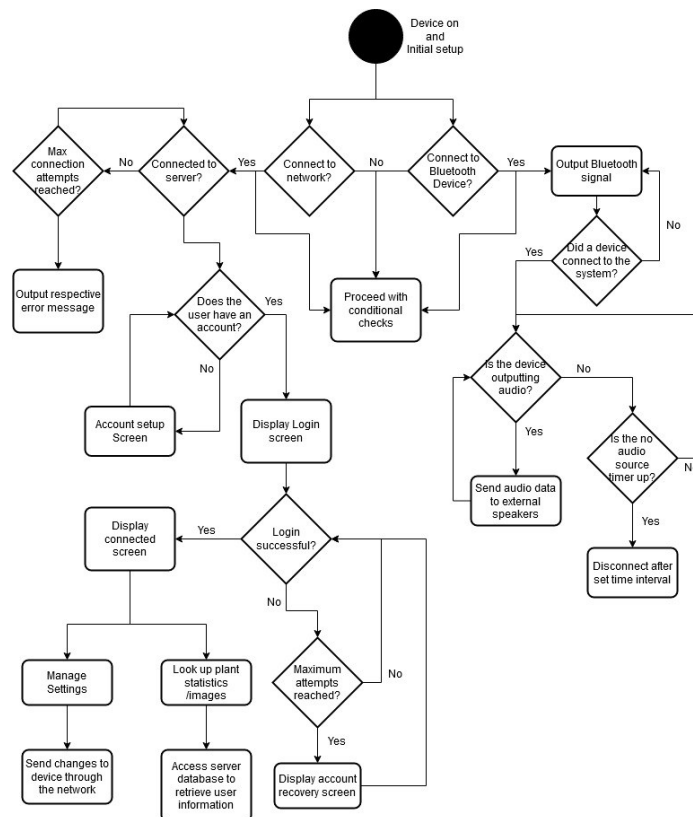 Device on
and
Initial setup
Max
connection
attempts
reached?
No
Connected to
server?
Yes
Connect to
network?
No
Connect to
Bluetooth
Device?
Yes
Output Bluetooth
signal
No
Did a device
connect to the
system?
Yes
Output respective
error message
Does the
user have an
account?
Yes
No
Proceed with
conditional
checks
Account setup
Screen
Display Login
screen
Is the device
outputting
audio?
No
Yes
Is the no
audio
source
timer up?
No
Yes
Send audio data
to external
speakers
Disconnect after
set time interval
Display
connected
screen
Yes
Login
successful?
No
Maximum
attempts
reached?
No
Yes
Manage
Settings
Look up plant
statistics
/images
Send changes to
device through
the network
Access server
database to
retrieve user
information
Display account
recovery screen